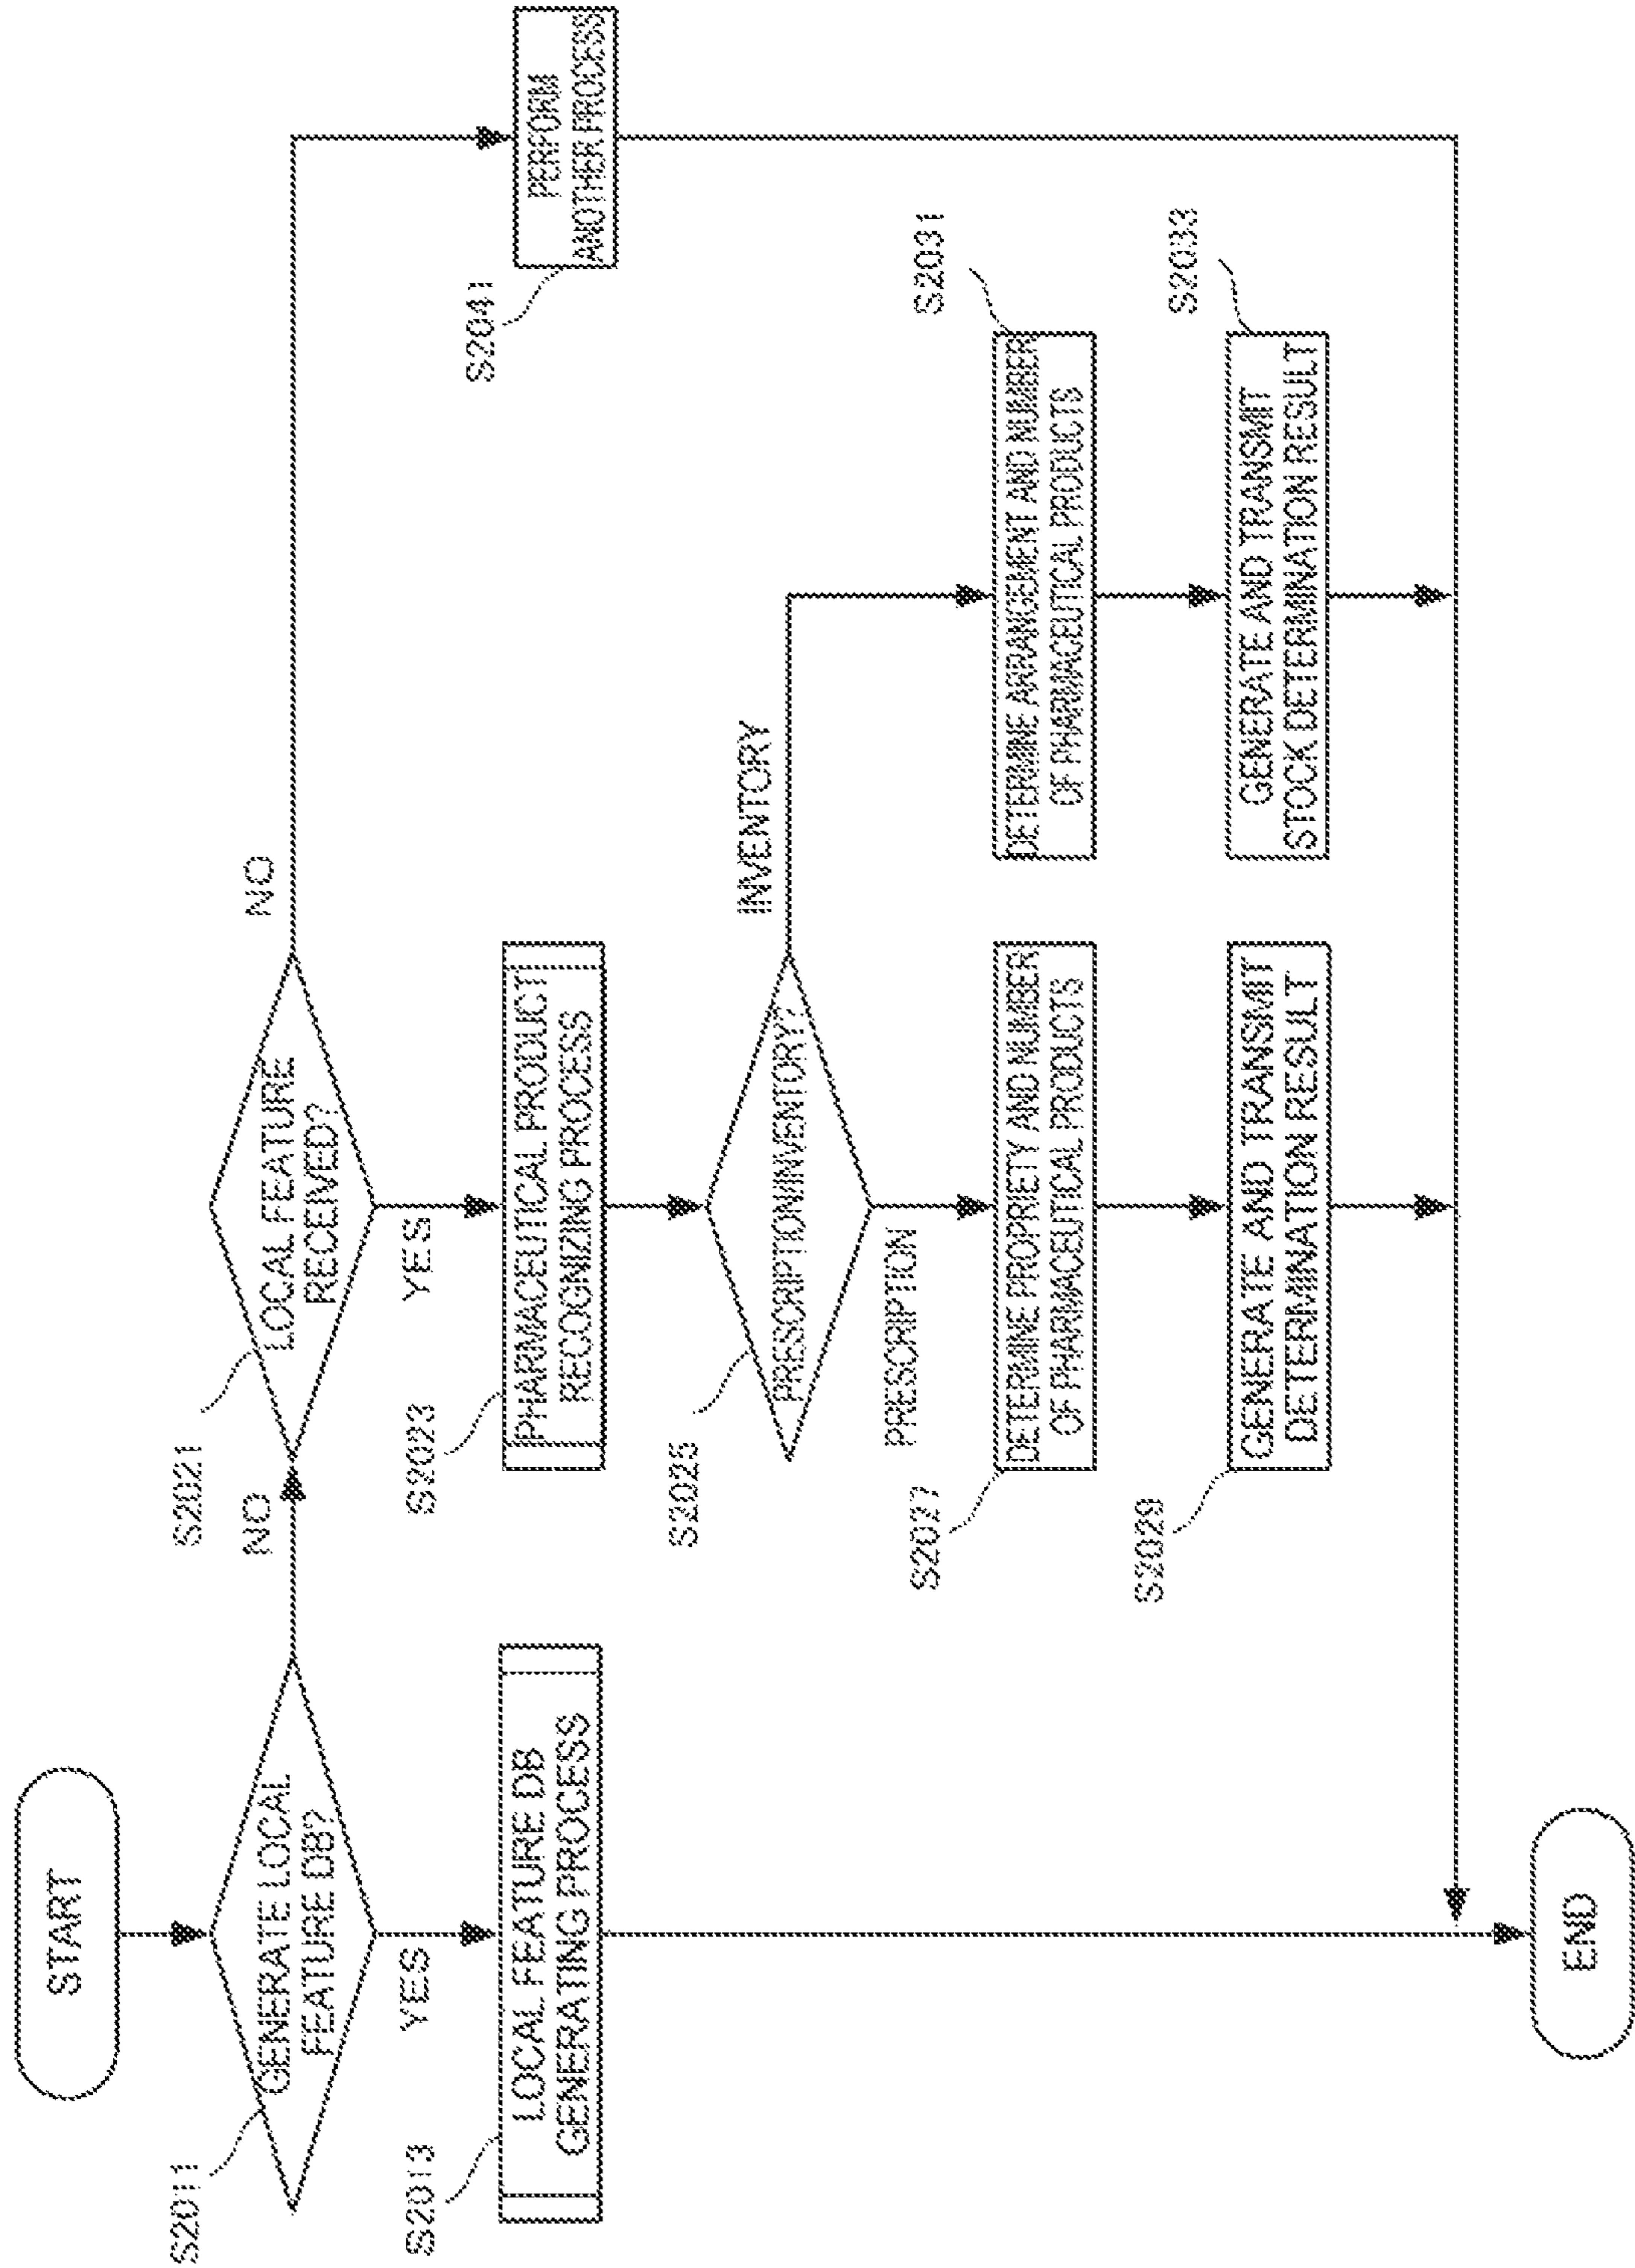 START
S2011
GENERATE LOCAL
FEATURE DB?
YES
NO
S2013
LOCAL FEATURE DB
GENERATING PROCESS
S2021
LOCAL FEATURE
RECEIVED?
NO
YES
S2023
PHARMACEUTICAL PRODUCT
RECOGNIZING PROCESS
S2041
PERFORM
ANOTHER PROCESS
S2025
PRESCRIPTION/INVENTORY?
INVENTORY
PRESCRIPTION
S2027
DETERMINE PROPRIETY AND NUMBER
OF PHARMACEUTICAL PRODUCTS
S2031
DETERMINE ARRANGEMENT AND NUMBER
OF PHARMACEUTICAL PRODUCTS
S2029
GENERATE AND TRANSMIT
DETERMINATION RESULT
S2033
GENERATE AND TRANSMIT
STOCK DETERMINATION RESULT
END